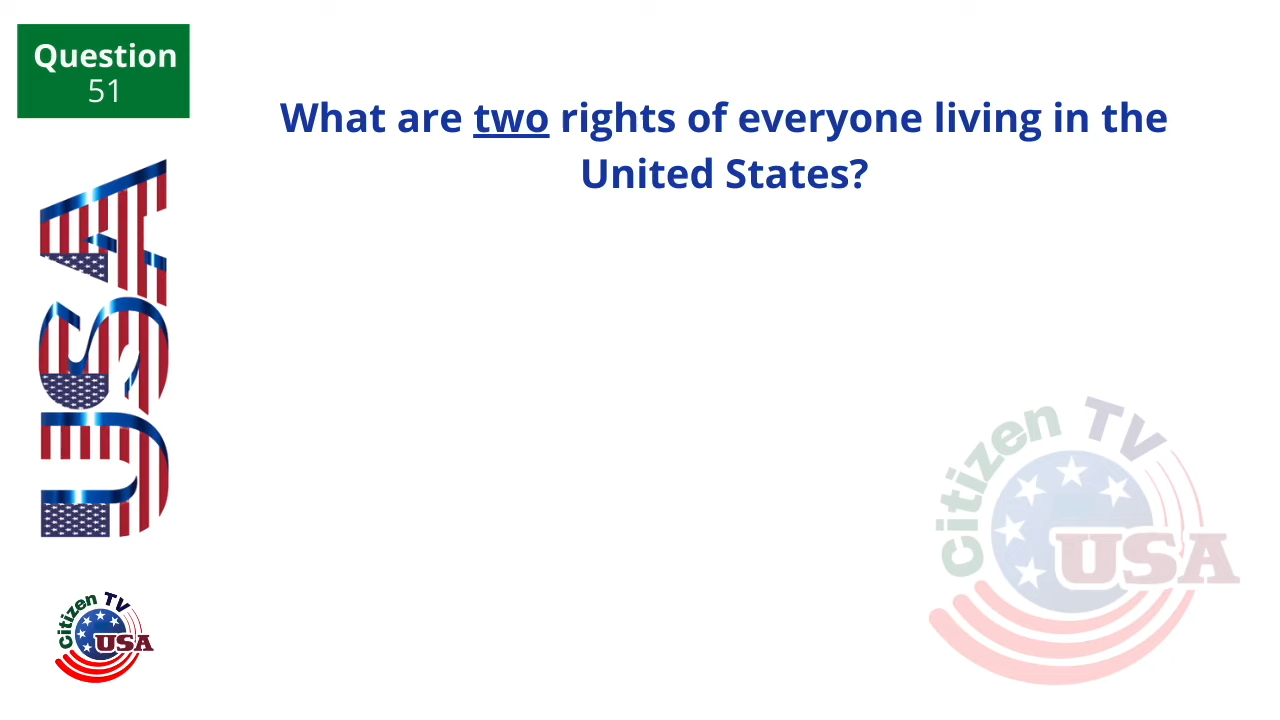 Question
51
What are two rights of everyone living in the
United States?
USA
Citizen TV
USA
Citizen TV
USA